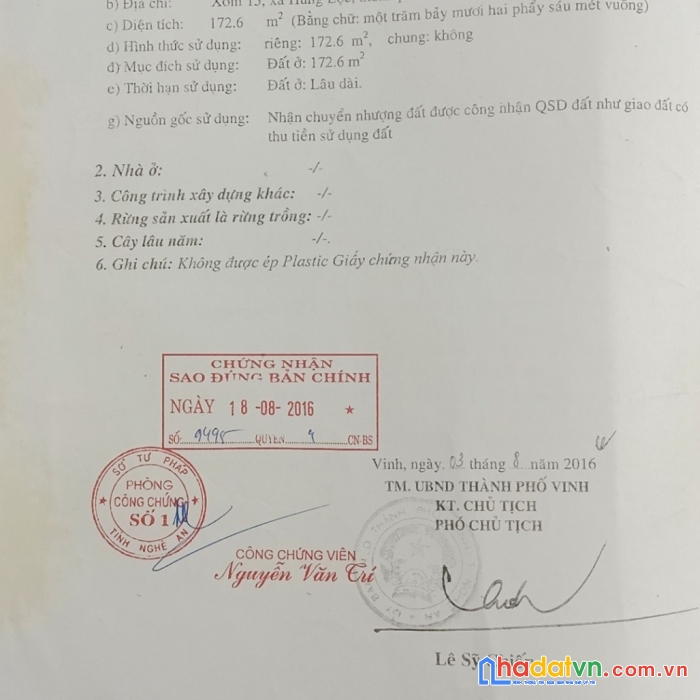 b) Địa chỉ: Xóm 13, xã Hưng Lộc,
c) Diện tích: 172.6 m² (Bằng chữ: một trăm bảy mươi hai phẩy sáu mét vuông)
d) Hình thức sử dụng: riêng: 172.6 m², chung: không
đ) Mục đích sử dụng: Đất ở: 172.6 m²
e) Thời hạn sử dụng: Đất ở: Lâu dài.
g) Nguồn gốc sử dụng: Nhận chuyển nhượng đất được công nhận QSD đất như giao đất có
thu tiền sử dụng đất
2. Nhà ở: -/-
3. Công trình xây dựng khác: -/-
4. Rừng sản xuất là rừng trồng: -/-
5. Cây lâu năm: -/-.
6. Ghi chú: Không được ép Plastic Giấy chứng nhận này.
CHỨNG NHẬN
SAO ĐÚNG BẢN CHÍNH
NGÀY 18-08-2016 *
SỐ: 9495 QUYỂN 9 CN-BS
SỞ TƯ PHÁP
PHÒNG
CÔNG CHỨNG
SỐ 1
TỈNH NGHỆ AN
CÔNG CHỨNG VIÊN
Nguyễn Văn Trí
Vinh, ngày 03 tháng 8 năm 2016
TM. UBND THÀNH PHỐ VINH
KT. CHỦ TỊCH
PHÓ CHỦ TỊCH
Lê Sỹ
nhadatvn.com.vn